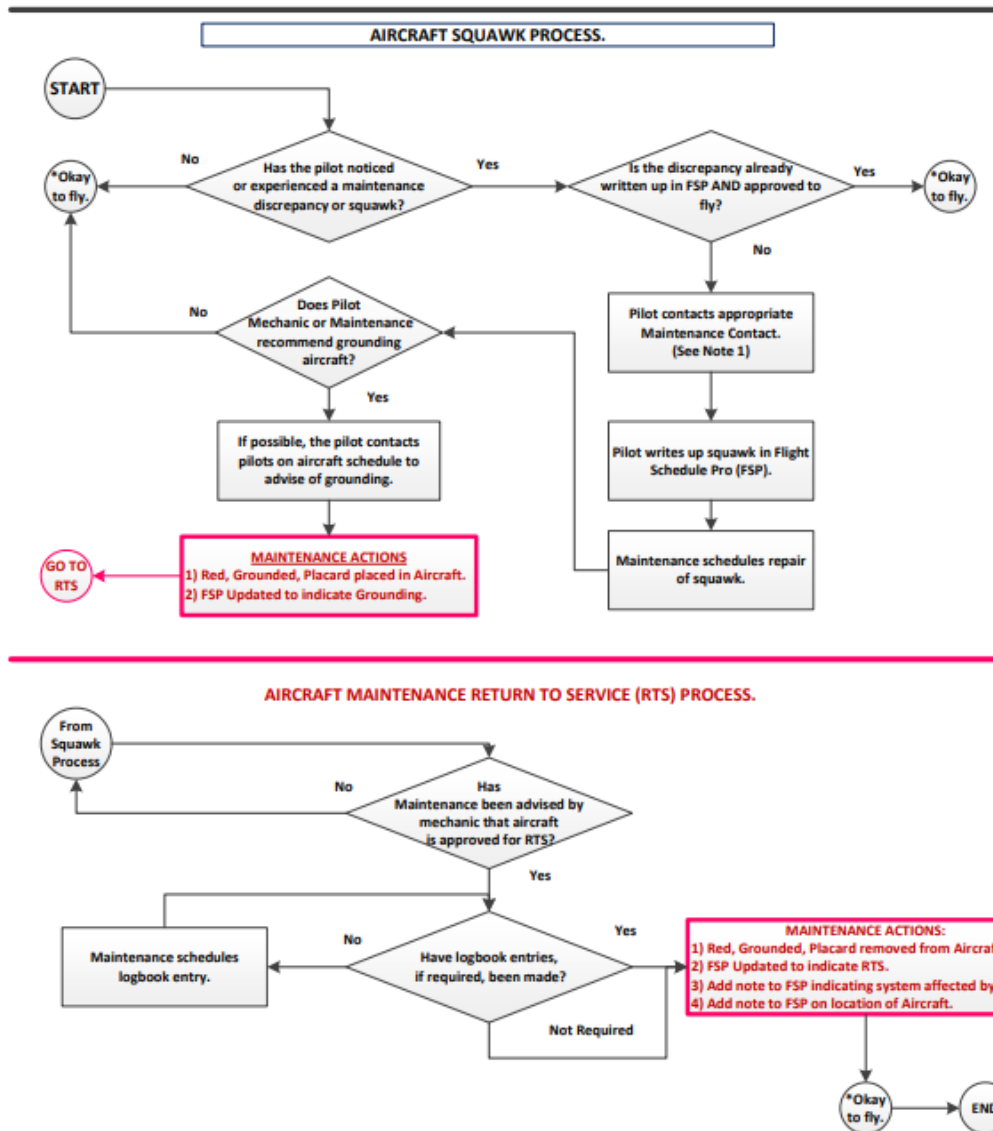 AIRCRAFT SQUAWK PROCESS.
START
No
Has the pilot noticed
or experienced a maintenance
discrepancy or squawk?
Yes
Is the discrepancy already
written up in FSP AND approved to
fly?
Yes
*Okay
to fly.
*Okay
to fly.
No
No
Does Pilot
Mechanic or Maintenance
recommend grounding
aircraft?
Pilot contacts appropriate
Maintenance Contact.
(See Note 1)
Yes
If possible, the pilot contacts
pilots on aircraft schedule to
advise of grounding.
Pilot writes up squawk in Flight
Schedule Pro (FSP).
GO TO
RTS
MAINTENANCE ACTIONS
1) Red, Grounded, Placard placed in Aircraft.
2) FSP Updated to indicate Grounding.
Maintenance schedules repair
of squawk.
AIRCRAFT MAINTENANCE RETURN TO SERVICE (RTS) PROCESS.
From
Squawk
Process
No
Has
Maintenance been advised by
mechanic that aircraft
is approved for RTS?
Yes
Maintenance schedules
logbook entry.
No
Have logbook entries,
if required, been made?
Yes
Not Required
MAINTENANCE ACTIONS:
1) Red, Grounded, Placard removed from Aircraf
2) FSP Updated to indicate RTS.
3) Add note to FSP indicating system affected by
4) Add note to FSP on location of Aircraft.
*Okay
to fly.
END